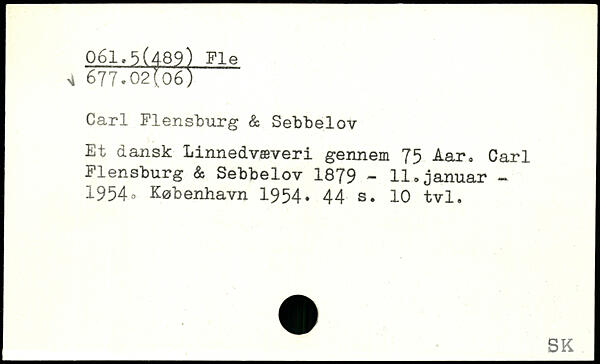 061.5(489) Fle
677.02(06)
Carl Flensburg & Sebbelov
Et dansk Linnedvæveri gennem 75 Aar. Carl
Flensburg & Sebbelov 1879 - 11.januar -
1954. København 1954. 44 s. 10 tvl.
SK